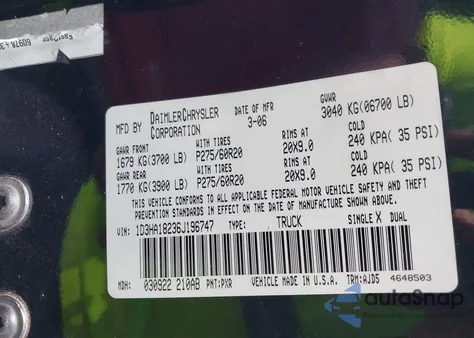 MFD BY DAIMLERCHRYSLER CORPORATION DATE OF MFR 3-06 GVWR 3040 KG(06700 LB)
GAWR FRONT WITH TIRES RIMS AT COLD
1679 KG(3700 LB) P275/60R20 20X9.0 240 KPA( 35 PSI)
GAWR REAR WITH TIRES RIMS AT COLD
1770 KG(3900 LB) P275/60R20 20X9.0 240 KPA( 35 PSI)
THIS VEHICLE CONFORMS TO ALL APPLICABLE FEDERAL MOTOR VEHICLE SAFETY AND THEFT
PREVENTION STANDARDS IN EFFECT ON THE DATE OF MANUFACTURE SHOWN ABOVE.
VIN: 1D3HA18236J196747 TYPE: TRUCK SINGLE X DUAL
MDH: 030922 210AB PNT: PXR VEHICLE MADE IN U.S.A. TRM: AJD5 4648503
autoSnap